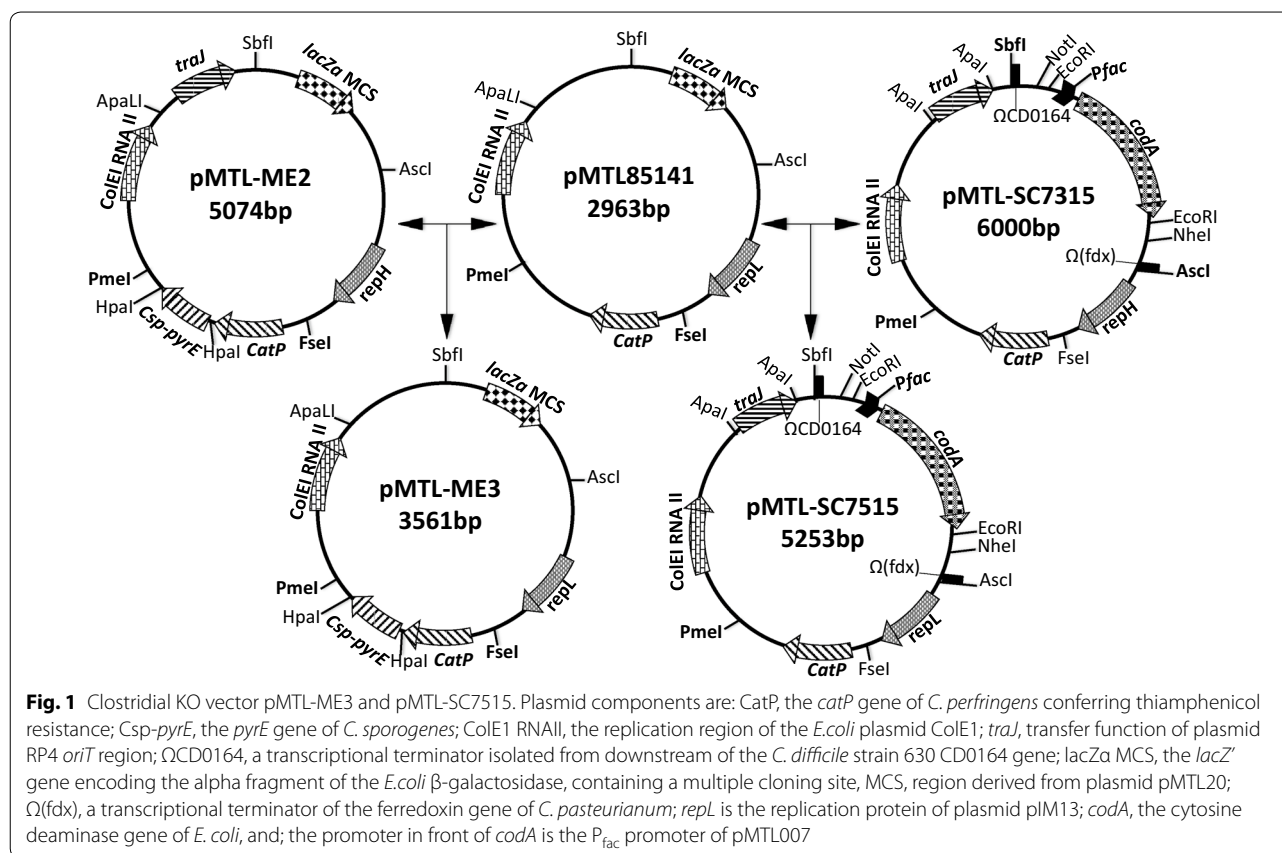 SbfI
traJ
lacZa MCS
ApaLI
ColEI RNA II
pMTL-ME2
5074bp
AscI
PmeI
HpaI
Csp-pyrE
HpaI
CatP
FseI
repH
SbfI
lacZa MCS
ApaLI
ColEI RNA II
pMTL85141
2963bp
AscI
PmeI
CatP
FseI
repL
SbfI
NotI
EcoRI
Pfac
ApaI
traJ
ApaI
ΩCD0164
codA
ColEI RNA II
pMTL-SC7315
6000bp
EcoRI
NheI
Ω(fdx)
AscI
PmeI
CatP
FseI
repH
SbfI
lacZa MCS
ApaLI
ColEI RNA II
pMTL-ME3
3561bp
AscI
PmeI
HpaI
Csp-pyrE
HpaI
CatP
FseI
repL
SbfI
NotI
EcoRI
Pfac
ApaI
traJ
ApaI
ΩCD0164
codA
ColEI RNA II
pMTL-SC7515
5253bp
EcoRI
NheI
Ω(fdx)
AscI
PmeI
CatP
FseI
repL
Fig. 1 Clostridial KO vector pMTL-ME3 and pMTL-SC7515. Plasmid components are: CatP, the catP gene of C. perfringens conferring thiamphenicol
resistance; Csp-pyrE, the pyrE gene of C. sporogenes; ColE1 RNAII, the replication region of the E.coli plasmid ColE1; traJ, transfer function of plasmid
RP4 oriT region; ΩCD0164, a transcriptional terminator isolated from downstream of the C. difficile strain 630 CD0164 gene; lacZα MCS, the lacZ′
gene encoding the alpha fragment of the E.coli β-galactosidase, containing a multiple cloning site, MCS, region derived from plasmid pMTL20;
Ω(fdx), a transcriptional terminator of the ferredoxin gene of C. pasteurianum; repL is the replication protein of plasmid pIM13; codA, the cytosine
deaminase gene of E. coli, and; the promoter in front of codA is the Pfac promoter of pMTL007